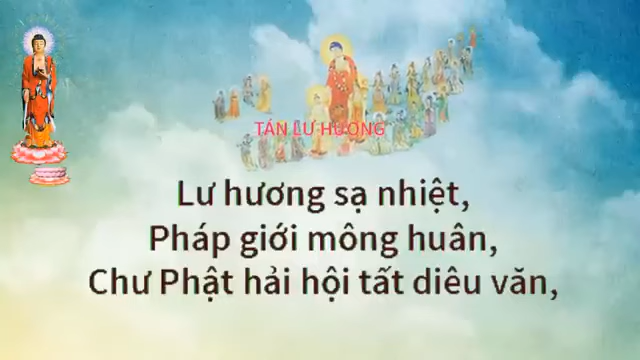 TÁN LƯ HƯƠNG
Lư hương sạ nhiệt,
Pháp giới mông huân,
Chư Phật hải hội tất diêu văn,